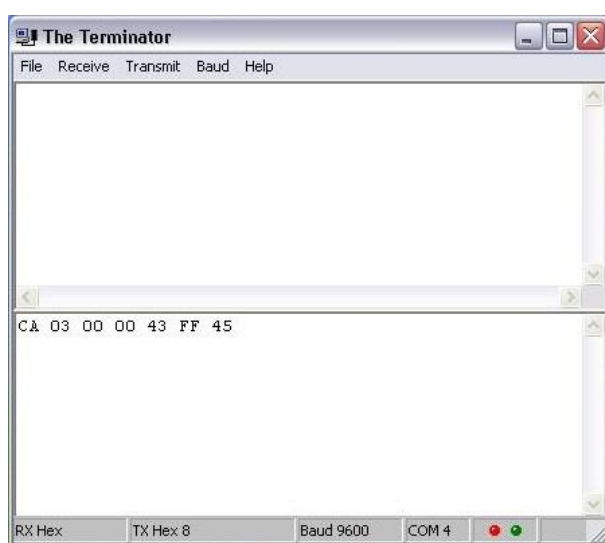 The Terminator
File Receive Transmit Baud Help
CA 03 00 00 43 FF 45
RX Hex TX Hex 8 Baud 9600 COM 4